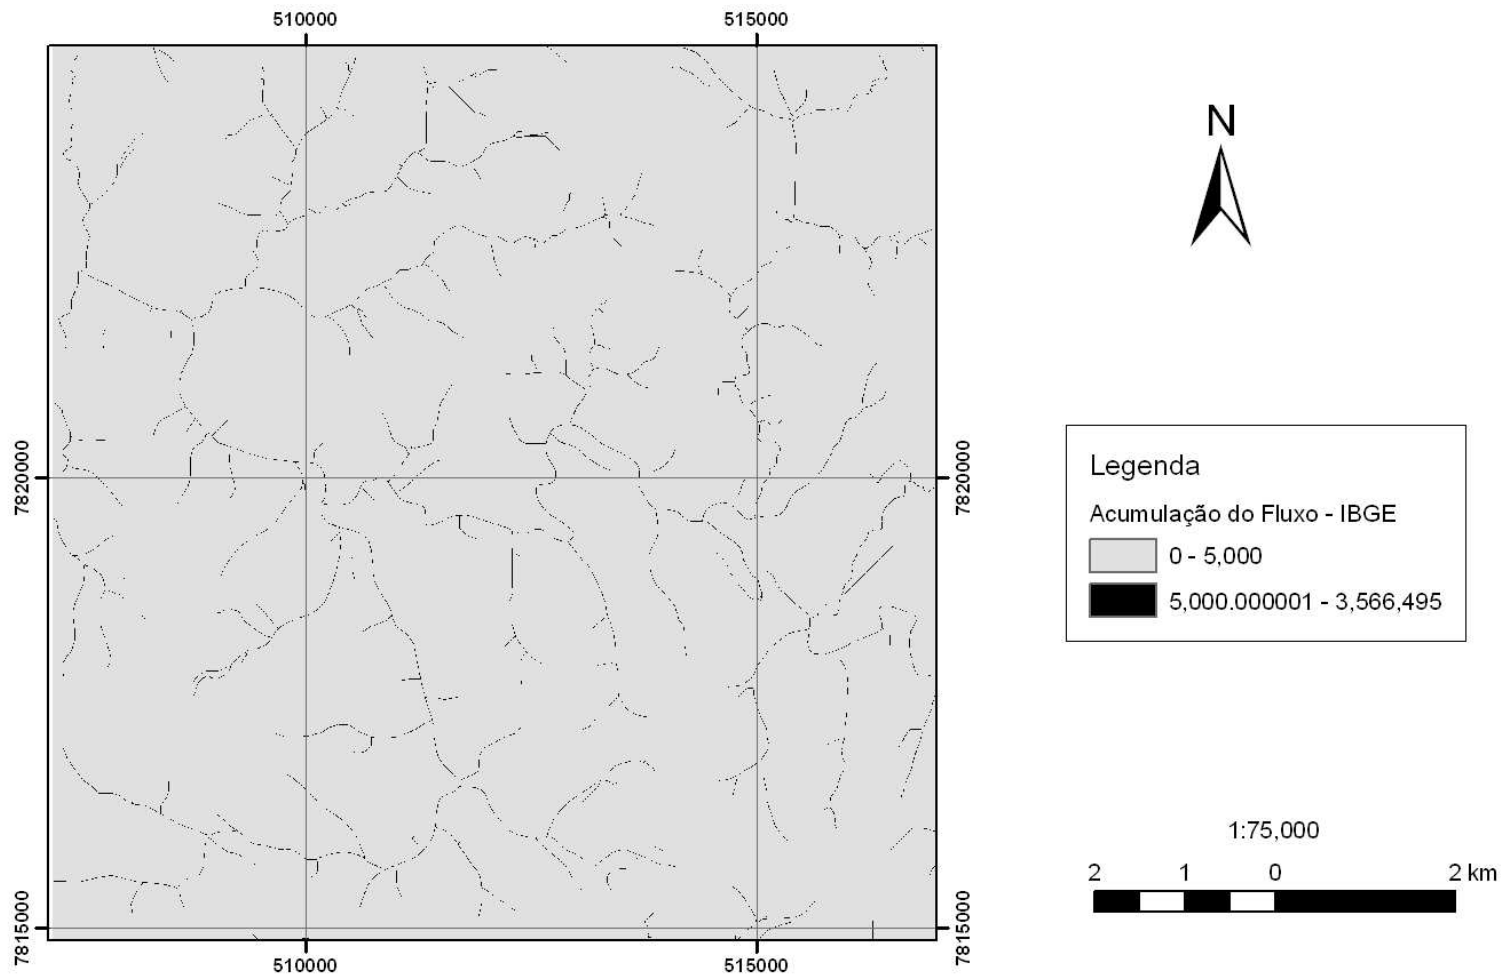 510000 515000
N
7820000 7820000
Legenda
Acumulação do Fluxo - IBGE
0 - 5,000
5,000.000001 - 3,566,495
1:75,000
2 1 0 2 km
7815000 7815000
510000 515000